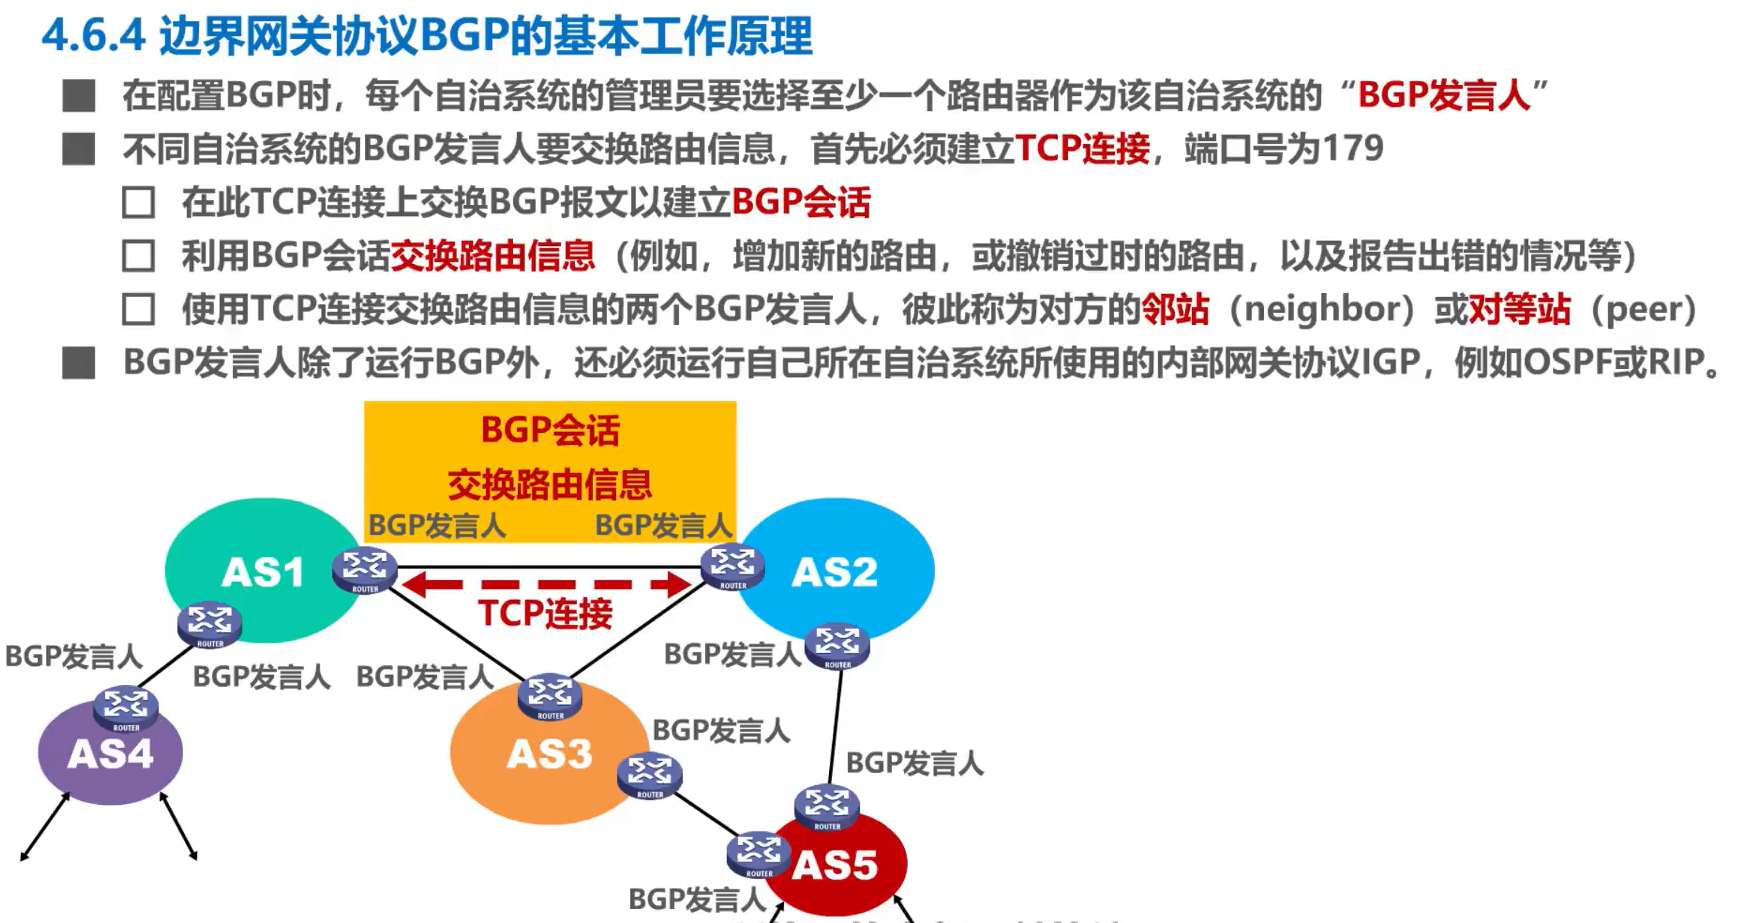 4.6.4 边界网关协议BGP的基本工作原理
在配置BGP时，每个自治系统的管理员要选择至少一个路由器作为该自治系统的“BGP发言人”
不同自治系统的BGP发言人要交换路由信息，首先必须建立TCP连接，端口号为179
在此TCP连接上交换BGP报文以建立BGP会话
利用BGP会话交换路由信息（例如，增加新的路由，或撤销过时的路由，以及报告出错的情况等）
使用TCP连接交换路由信息的两个BGP发言人，彼此称为对方的邻站（neighbor）或对等站（peer）
BGP发言人除了运行BGP外，还必须运行自己所在自治系统所使用的内部网关协议IGP，例如OSPF或RIP。
BGP会话
交换路由信息
BGP发言人 BGP发言人
AS1 ROUTER ROUTER AS2
TCP连接
ROUTER
BGP发言人 BGP发言人 BGP发言人 BGP发言人 ROUTER
ROUTER ROUTER
BGP发言人
AS4 AS3
BGP发言人
ROUTER ROUTER
AS5
ROUTER
BGP发言人